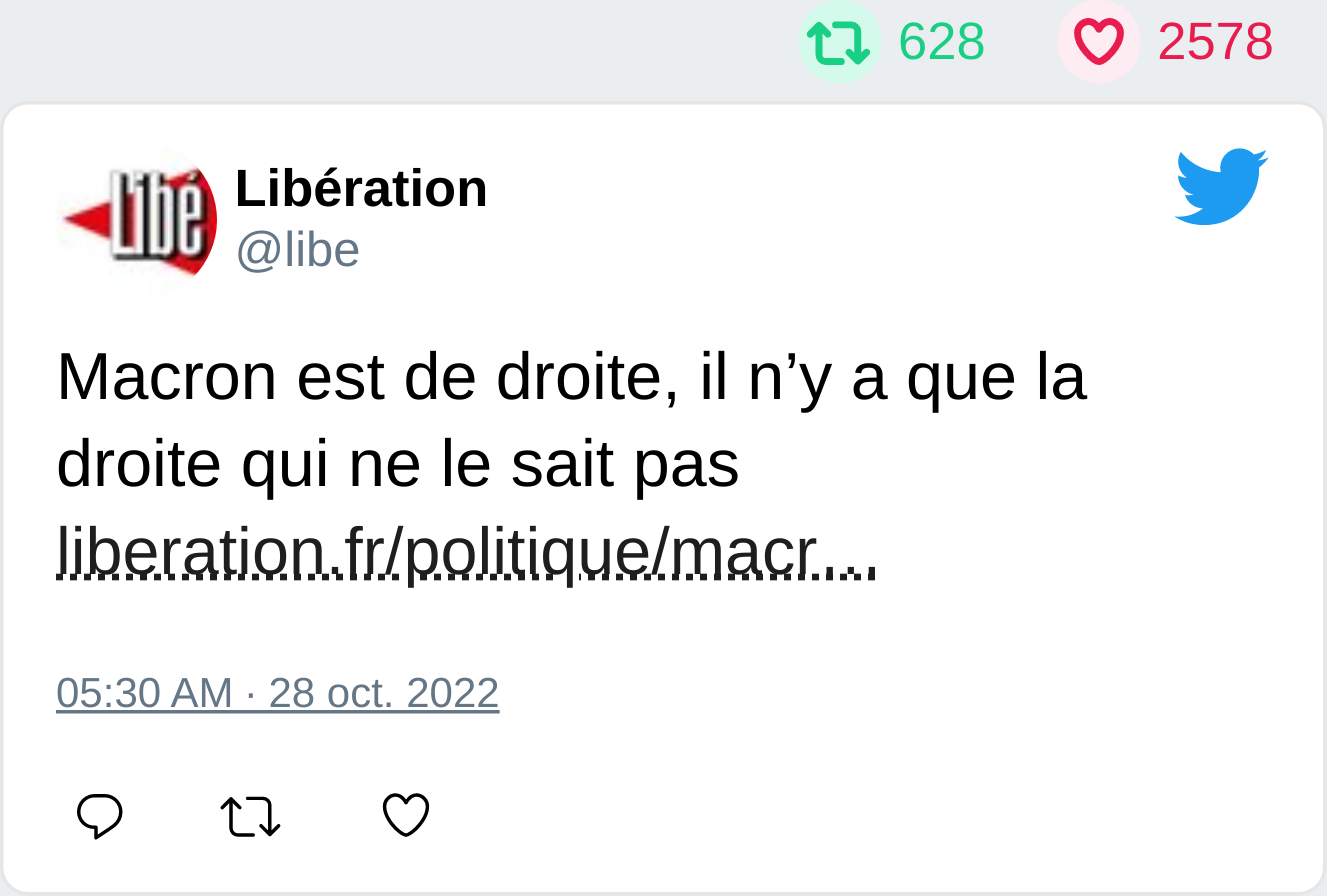 628 2578
Libé
Libération
@libe
Macron est de droite, il n’y a que la
droite qui ne le sait pas
liberation.fr/politique/macr…
05:30 AM · 28 oct. 2022